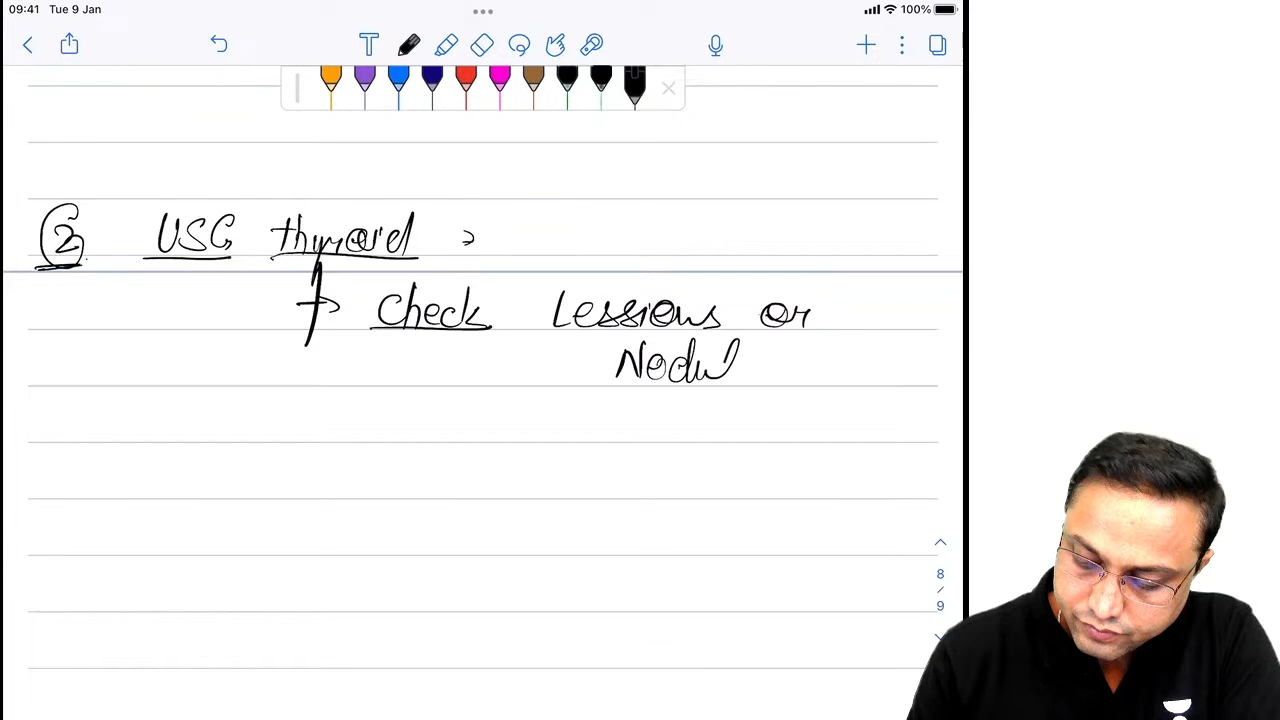 09:41 Tue 9 Jan
100%
T
2 USG thyroid
Check Lessions or
Nodul
8
9